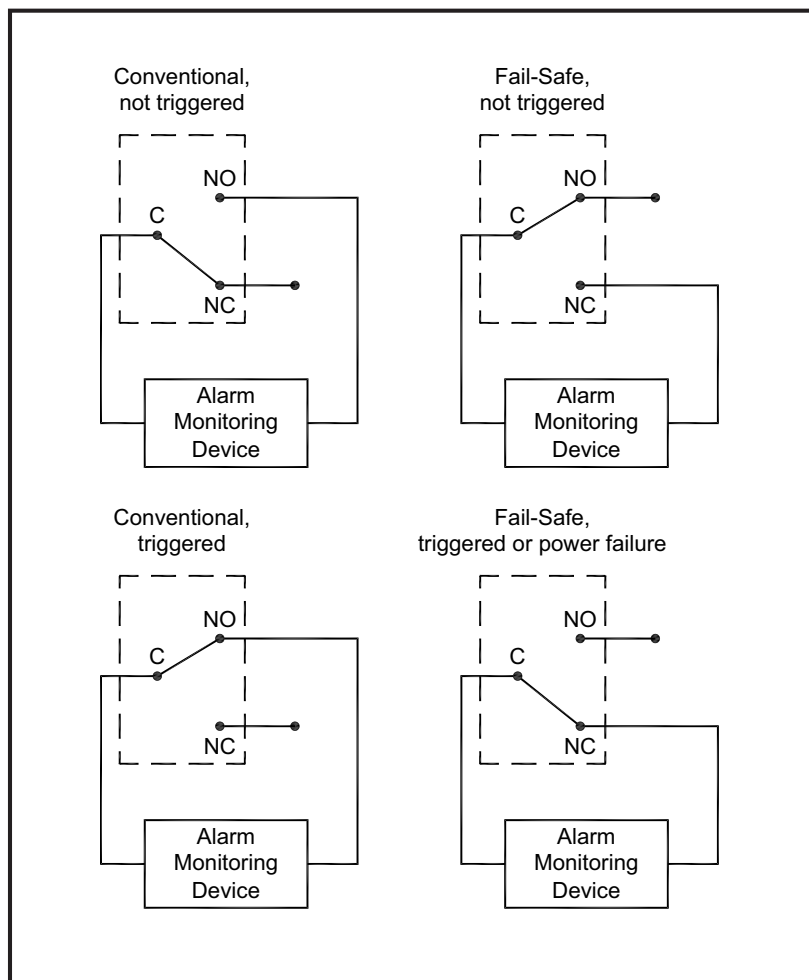 Conventional,
not triggered
NO
C
NC
Alarm
Monitoring
Device
Fail-Safe,
not triggered
NO
C
NC
Alarm
Monitoring
Device
Conventional,
triggered
NO
C
NC
Alarm
Monitoring
Device
Fail-Safe,
triggered or power failure
NO
C
NC
Alarm
Monitoring
Device